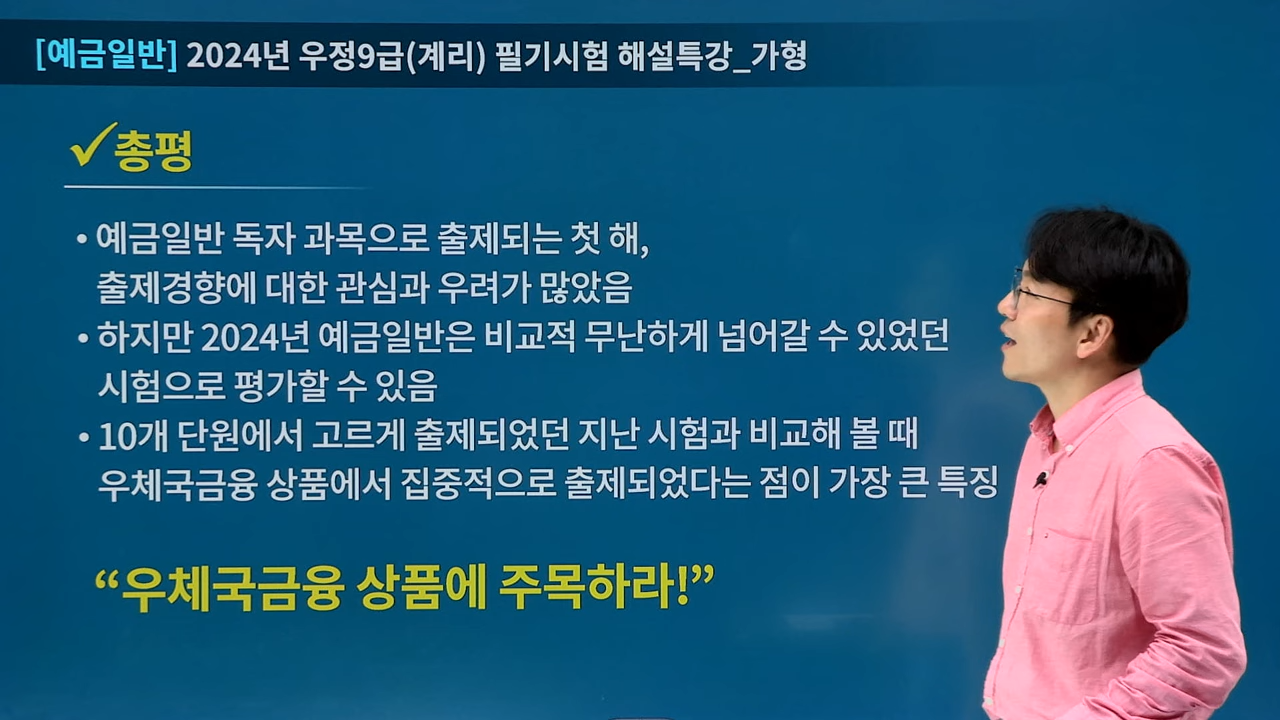 [예금일반] 2024년 우정9급(계리) 필기시험 해설특강_가형
✓총평
• 예금일반 독자 과목으로 출제되는 첫 해,
출제경향에 대한 관심과 우려가 많았음
• 하지만 2024년 예금일반은 비교적 무난하게 넘어갈 수 있었던
시험으로 평가할 수 있음
• 10개 단원에서 고르게 출제되었던 지난 시험과 비교해 볼 때
우체국금융 상품에서 집중적으로 출제되었다는 점이 가장 큰 특징
“우체국금융 상품에 주목하라!”